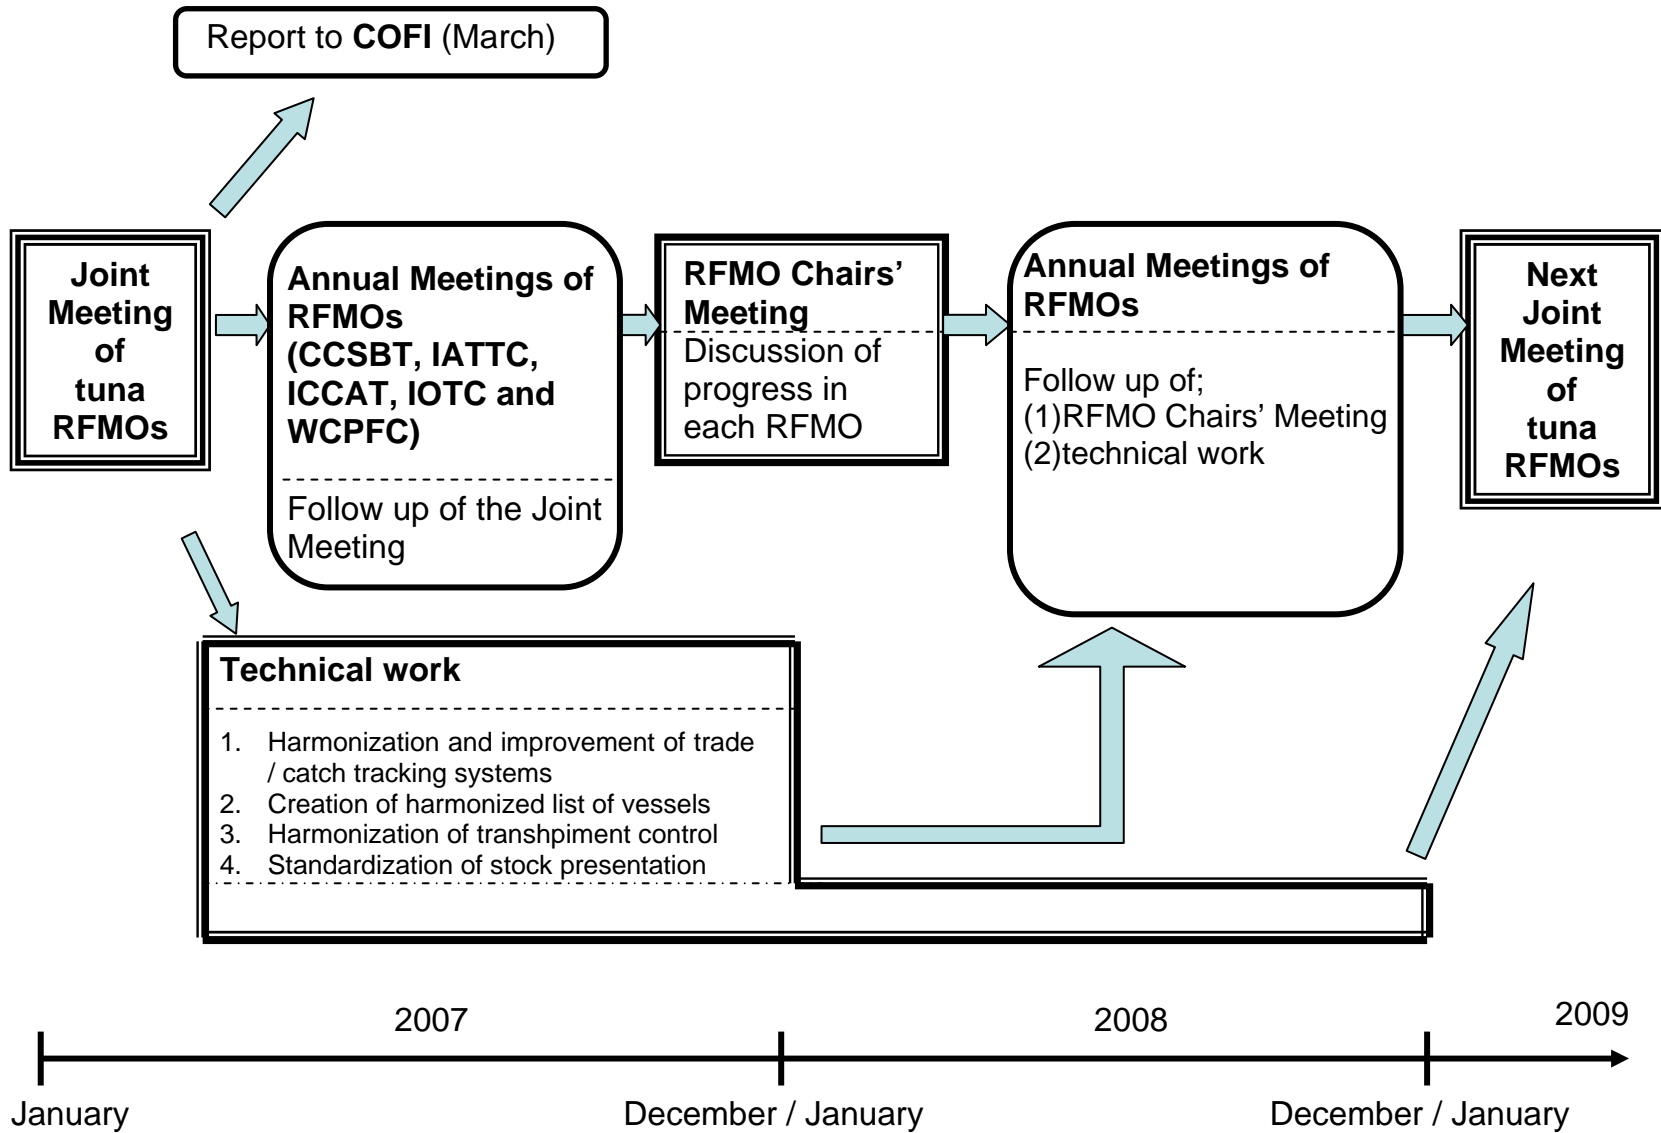 Report to COFI (March)
Joint
Meeting
of
tuna
RFMOs
Annual Meetings of
RFMOs
(CCSBT, IATTC,
ICCAT, IOTC and
WCPFC)
Follow up of the Joint
Meeting
RFMO Chairs’
Meeting
Discussion of
progress in
each RFMO
Annual Meetings of
RFMOs
Follow up of;
(1)RFMO Chairs’ Meeting
(2)technical work
Next
Joint
Meeting
of
tuna
RFMOs
Technical work
1. Harmonization and improvement of trade
/ catch tracking systems
2. Creation of harmonized list of vessels
3. Harmonization of transhpiment control
4. Standardization of stock presentation
2007
2008
2009
January
December / January
December / January